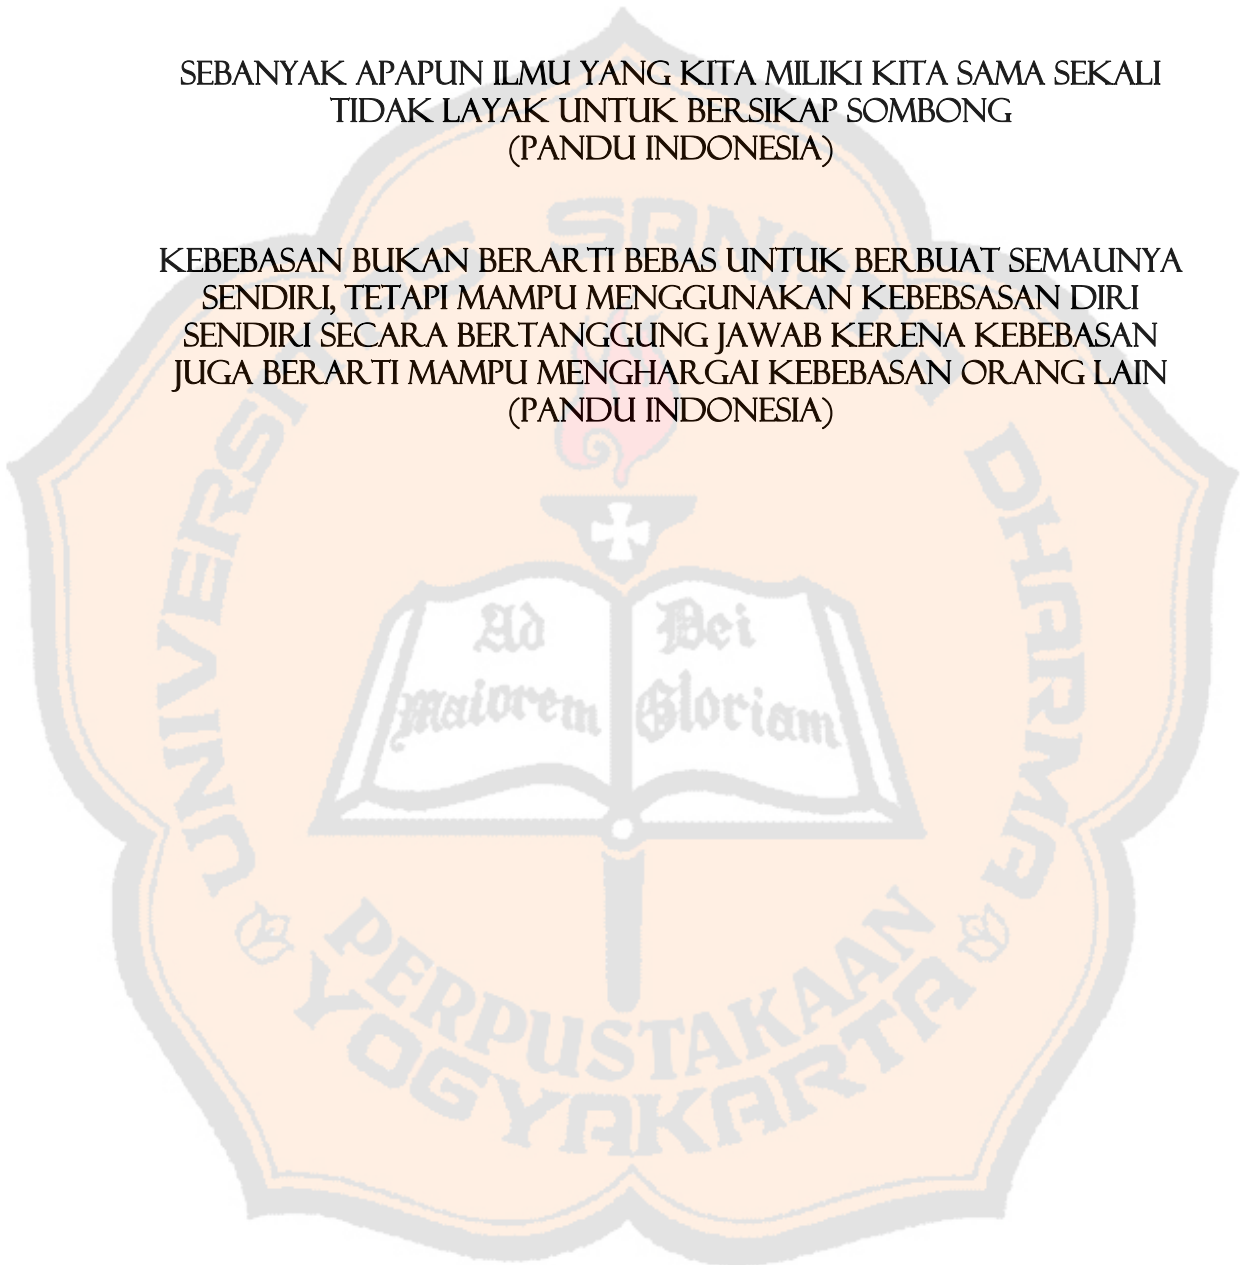 SEBANYAK APAPUN ILMU YANG KITA MILIKI KITA SAMA SEKALI
TIDAK LAYAK UNTUK BERSIKAP SOMBONG
(PANDU INDONESIA)
KEBEBASAN BUKAN BERARTI BEBAS UNTUK BERBUAT SEMAUNYA
SENDIRI, TETAPI MAMPU MENGGUNAKAN KEBEBSASAN DIRI
SENDIRI SECARA BERTANGGUNG JAWAB KERENA KEBEBASAN
JUGA BERARTI MAMPU MENGHARGAI KEBEBASAN ORANG LAIN
(PANDU INDONESIA)
UNIVERSITAS SANATA DHARMA
Ad Dei
maiorem Gloriam
PERPUSTAKAAN
YOGYAKARTA